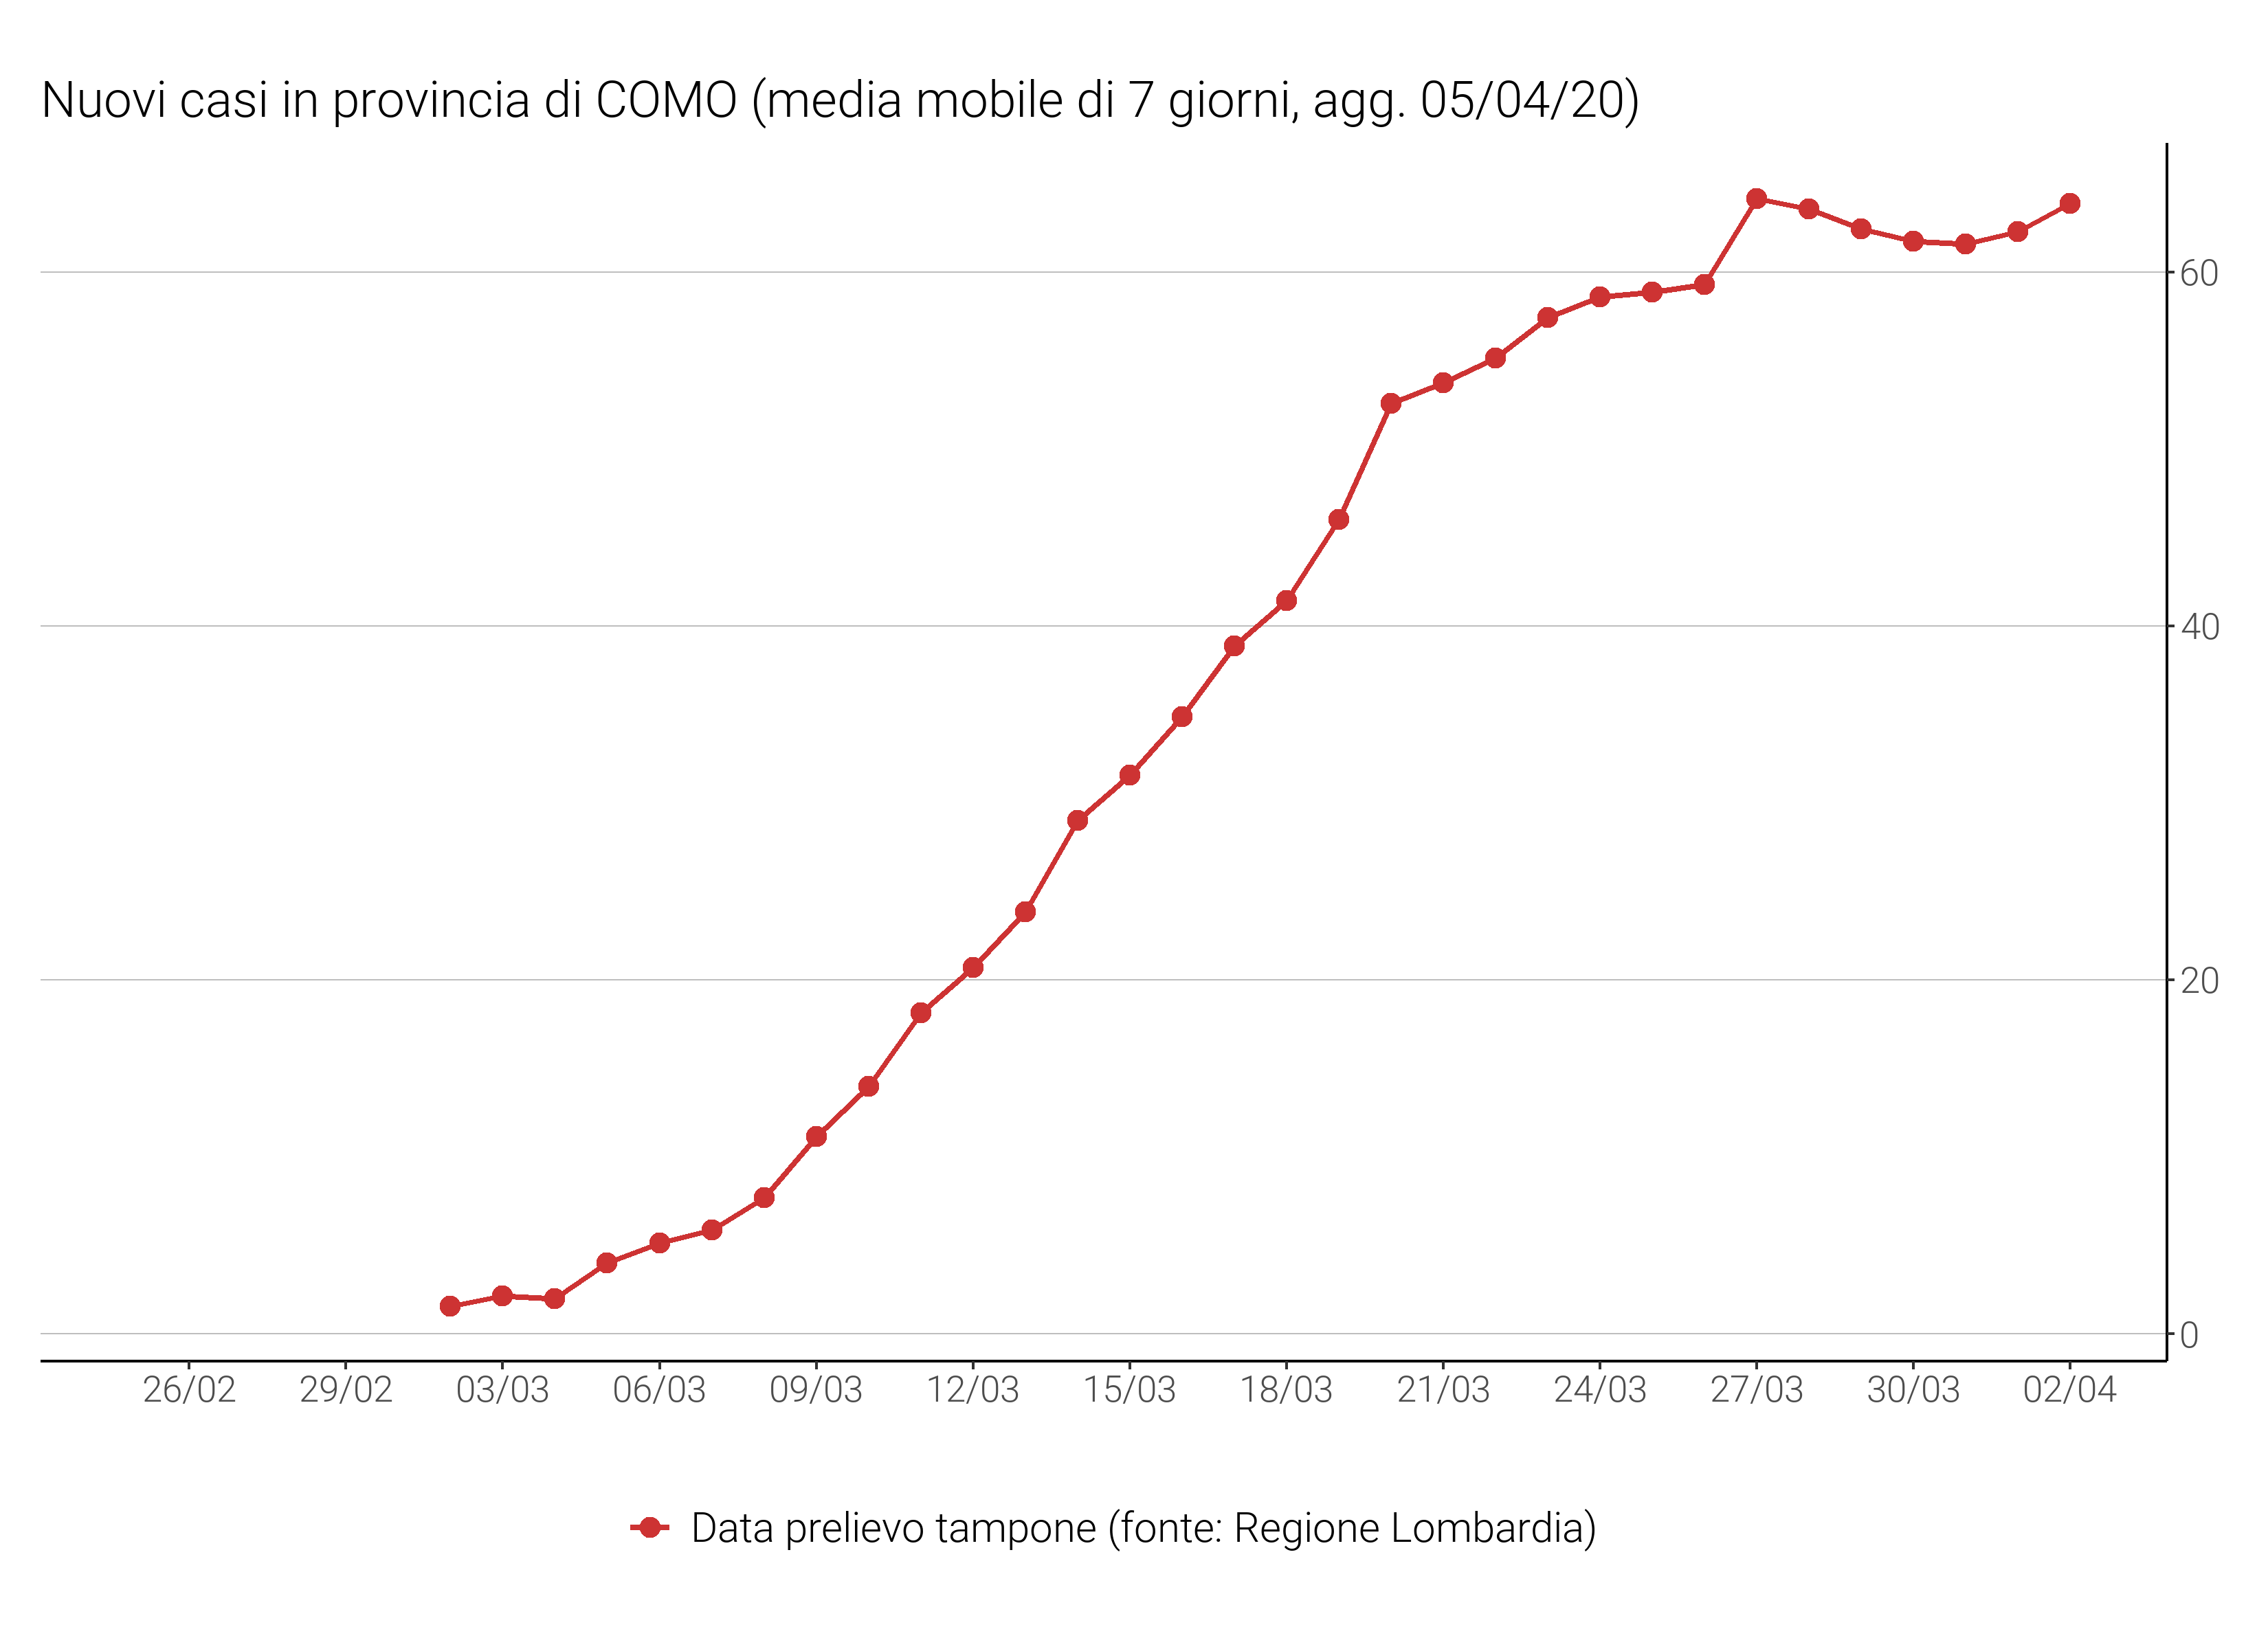 Nuovi casi in provincia di COMO (media mobile di 7 giorni, agg. 05/04/20)
60
40
20
0
26/02 29/02 03/03 06/03 09/03 12/03 15/03 18/03 21/03 24/03 27/03 30/03 02/04
Data prelievo tampone (fonte: Regione Lombardia)